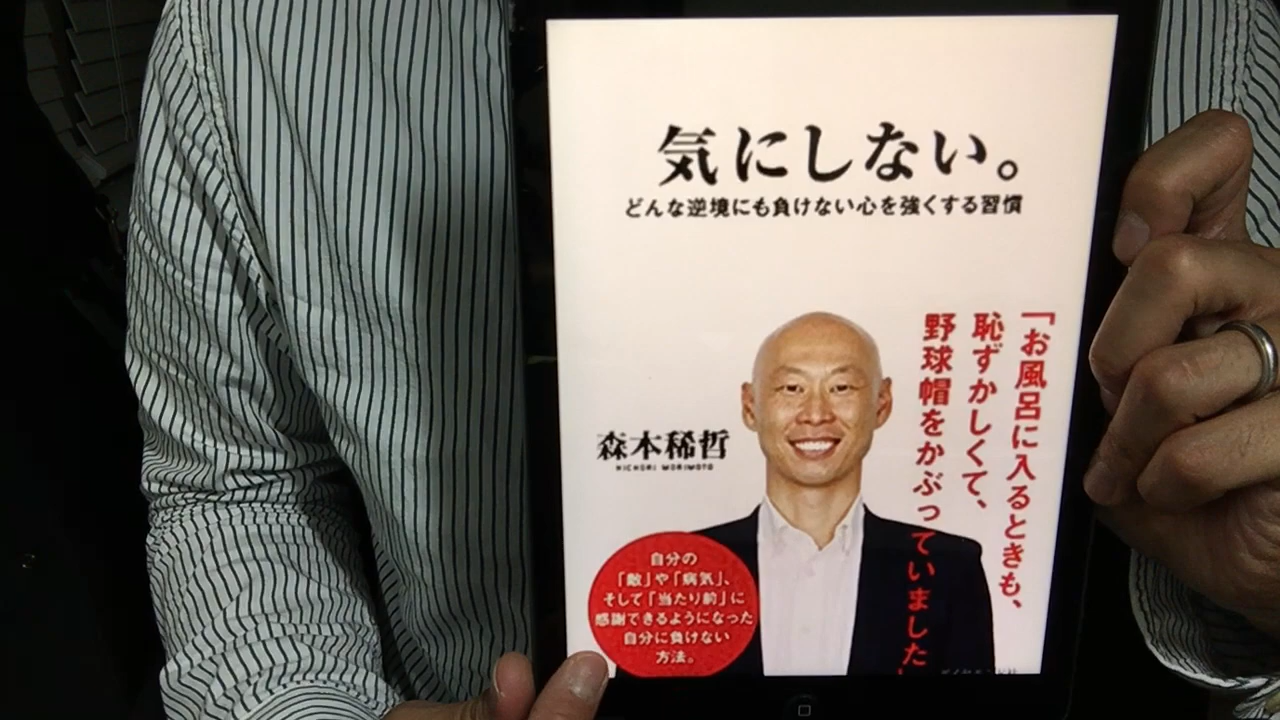 気にしない。
どんな逆境にも負けない心を強くする習慣
「お風呂に入るときも、
恥ずかしくて、
野球帽をかぶっていました」
森本稀哲
HICHORI MORIMOTO
自分の
「敵」や「病気」、
そして「当たり前」に
感謝できるようになった
自分に負けない
方法。